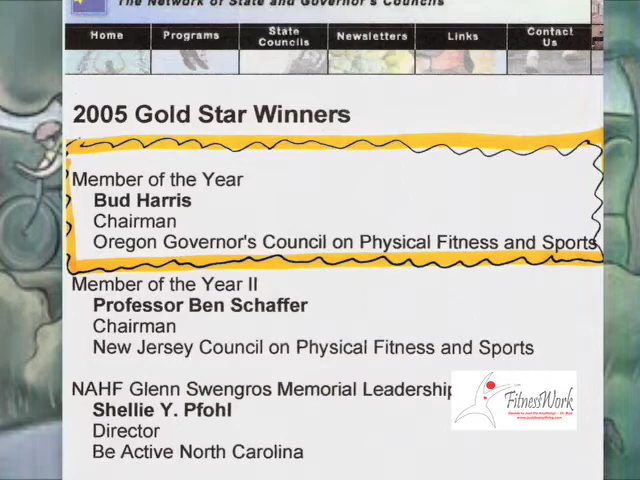 The Network of State and Governor's Councils
Home Programs State Councils Newsletters Links Contact Us
2005 Gold Star Winners
Member of the Year
Bud Harris
Chairman
Oregon Governor's Council on Physical Fitness and Sports
Member of the Year II
Professor Ben Schaffer
Chairman
New Jersey Council on Physical Fitness and Sports
NAHF Glenn Swengros Memorial Leadership
Shellie Y. Pfohl
Director
Be Active North Carolina
FitnessWork